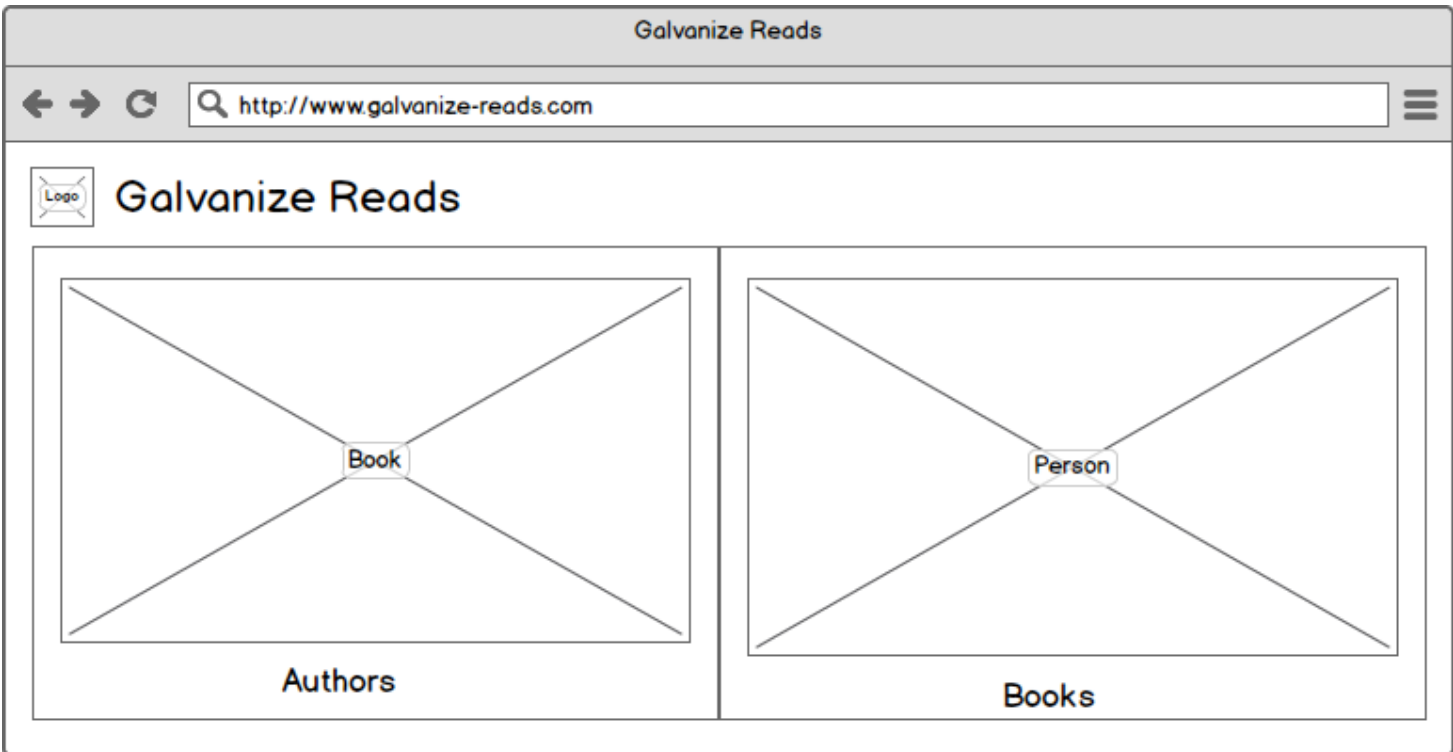 Galvanize Reads
http://www.galvanize-reads.com
Logo
Galvanize Reads
Book
Person
Authors
Books